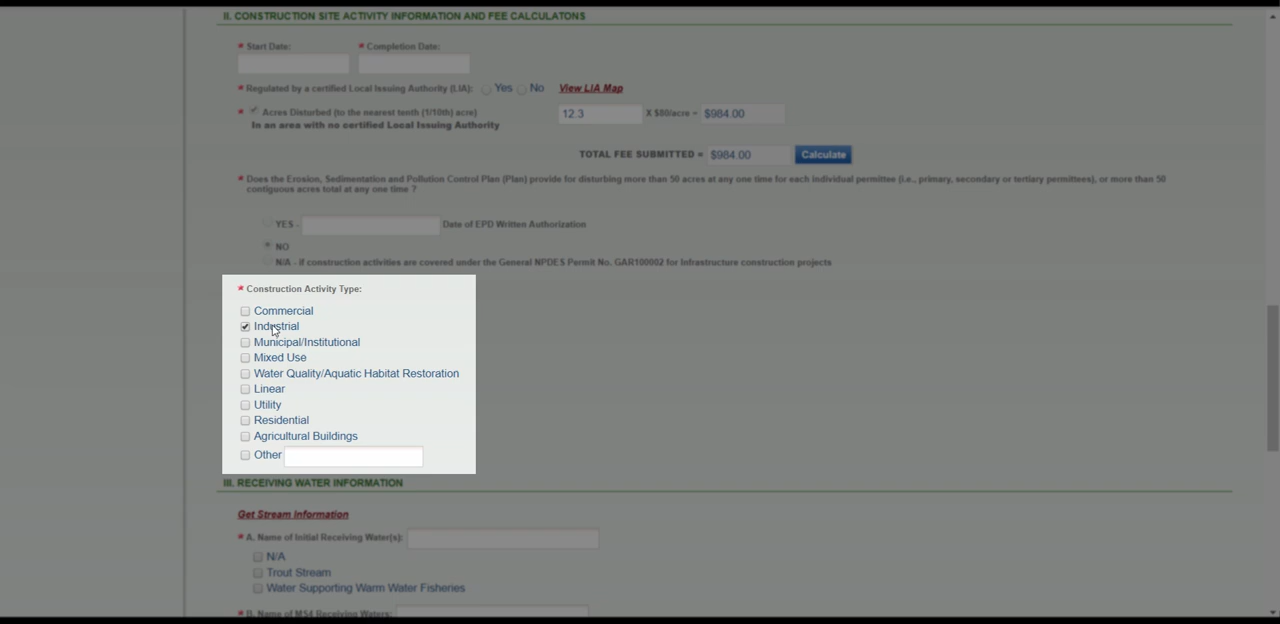 II. CONSTRUCTION SITE ACTIVITY INFORMATION AND FEE CALCULATONS
* Start Date: * Completion Date:
* Regulated by a certified Local Issuing Authority (LIA): Yes No View LIA Map
* Acres Disturbed (to the nearest tenth (1/10th) acre) 12.3 X $80/acre = $984.00
In an area with no certified Local Issuing Authority
TOTAL FEE SUBMITTED = $984.00 Calculate
* Does the Erosion, Sedimentation and Pollution Control Plan (Plan) provide for disturbing more than 50 acres at any one time for each individual permittee (i.e., primary, secondary or tertiary permittees), or more than 50
contiguous acres total at any one time ?
YES - Date of EPD Written Authorization
NO
N/A - if construction activities are covered under the General NPDES Permit No. GAR100002 for Infrastructure construction projects
* Construction Activity Type:
Commercial
Industrial
Municipal/Institutional
Mixed Use
Water Quality/Aquatic Habitat Restoration
Linear
Utility
Residential
Agricultural Buildings
Other
III. RECEIVING WATER INFORMATION
Get Stream Information
* A. Name of Initial Receiving Water(s):
N/A
Trout Stream
Water Supporting Warm Water Fisheries
* B. Name of MS4 Receiving Waters: